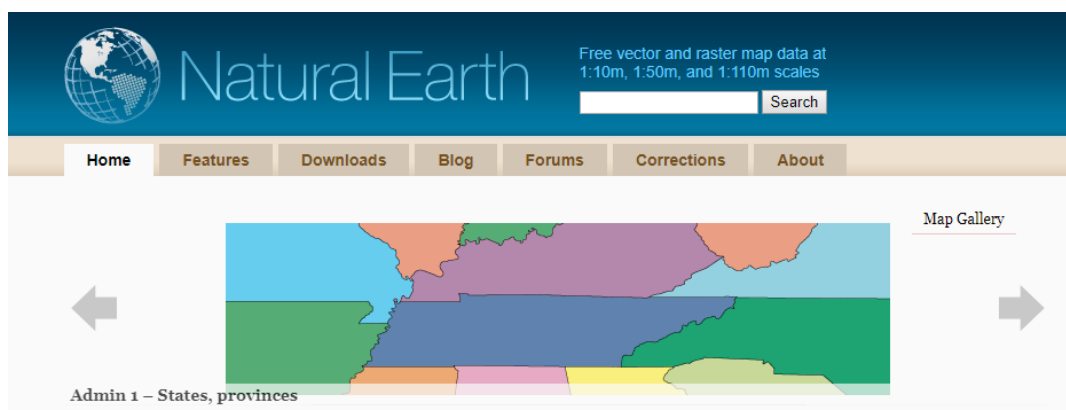 Natural Earth
Free vector and raster map data at
1:10m, 1:50m, and 1:110m scales
Search
Home Features Downloads Blog Forums Corrections About
Map Gallery
Admin 1 – States, provinces